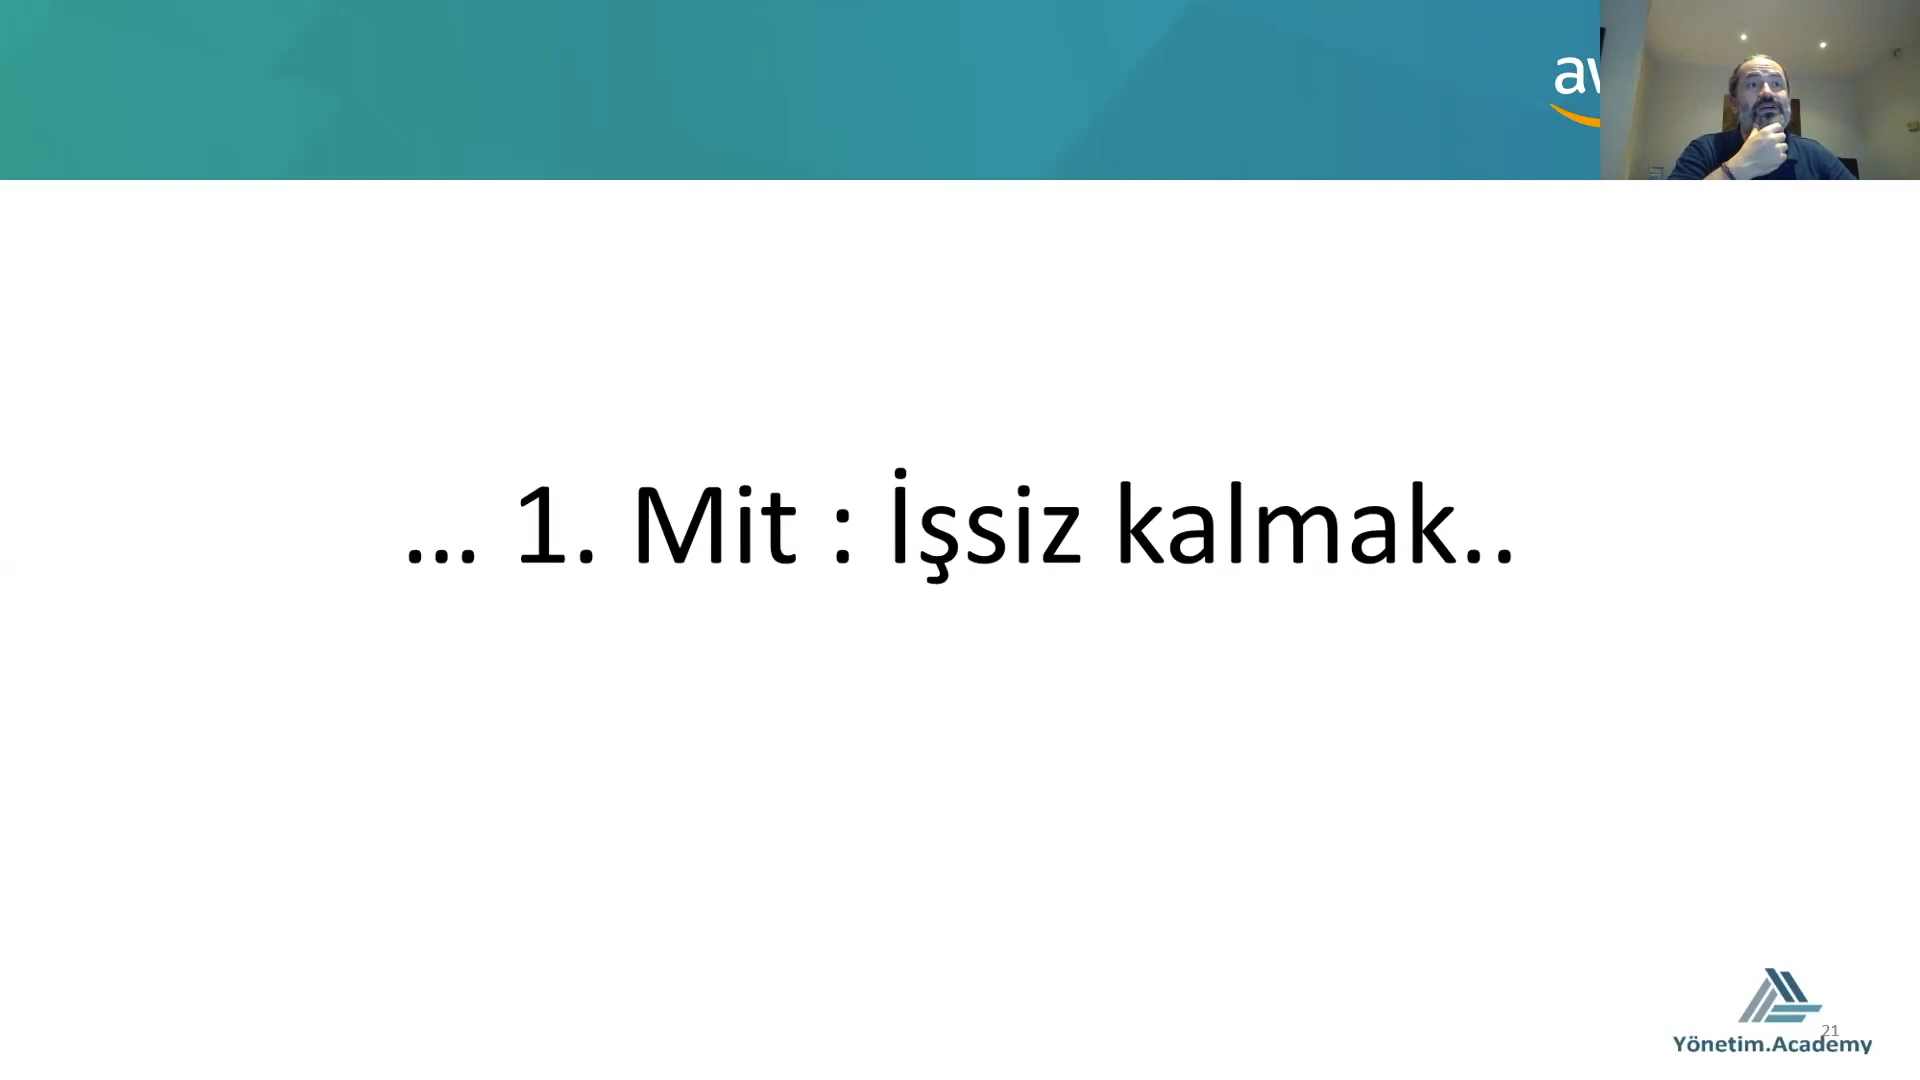 … 1. Mit : İşsiz kalmak..
21
Yönetim.Academy